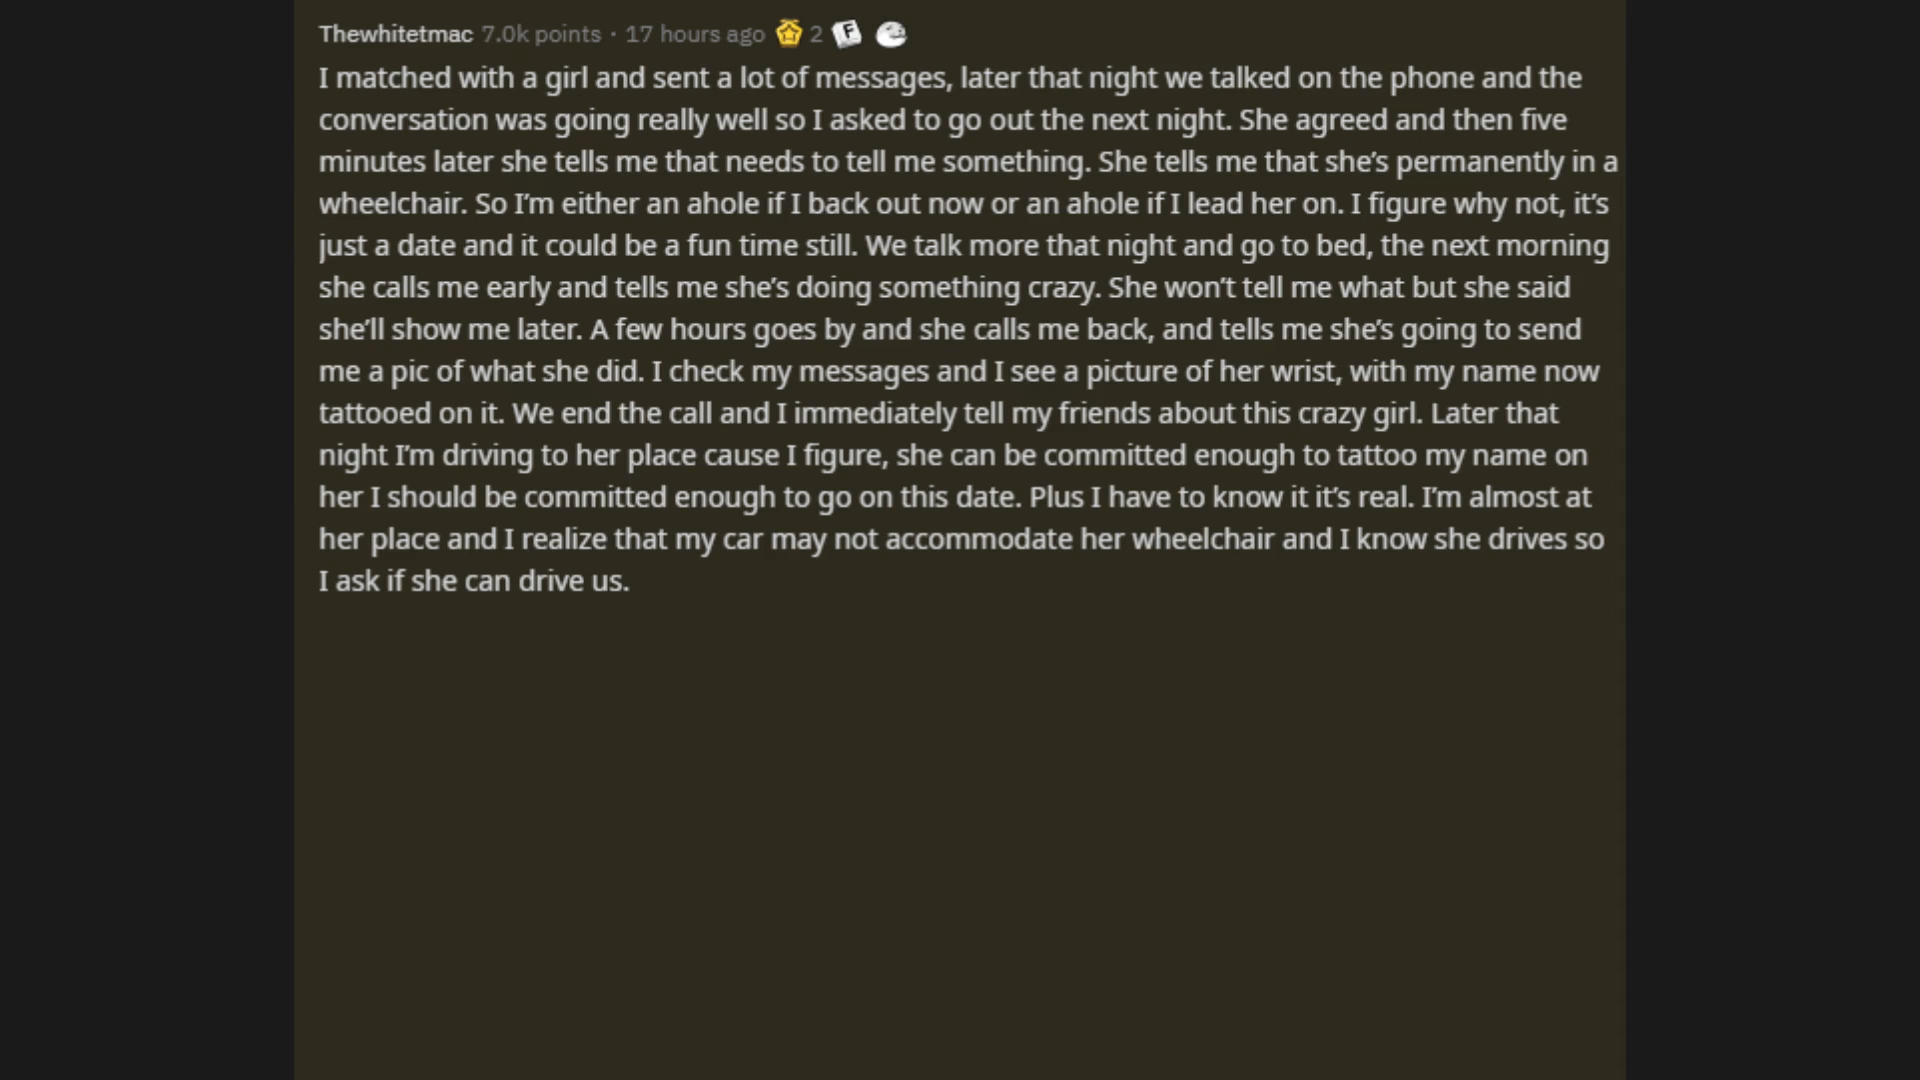 Thewhitetmac 7.0k points · 17 hours ago 2 F
I matched with a girl and sent a lot of messages, later that night we talked on the phone and the
conversation was going really well so I asked to go out the next night. She agreed and then five
minutes later she tells me that needs to tell me something. She tells me that she’s permanently in a
wheelchair. So I’m either an ahole if I back out now or an ahole if I lead her on. I figure why not, it’s
just a date and it could be a fun time still. We talk more that night and go to bed, the next morning
she calls me early and tells me she’s doing something crazy. She won’t tell me what but she said
she’ll show me later. A few hours goes by and she calls me back, and tells me she’s going to send
me a pic of what she did. I check my messages and I see a picture of her wrist, with my name now
tattooed on it. We end the call and I immediately tell my friends about this crazy girl. Later that
night I’m driving to her place cause I figure, she can be committed enough to tattoo my name on
her I should be committed enough to go on this date. Plus I have to know it it’s real. I’m almost at
her place and I realize that my car may not accommodate her wheelchair and I know she drives so
I ask if she can drive us.